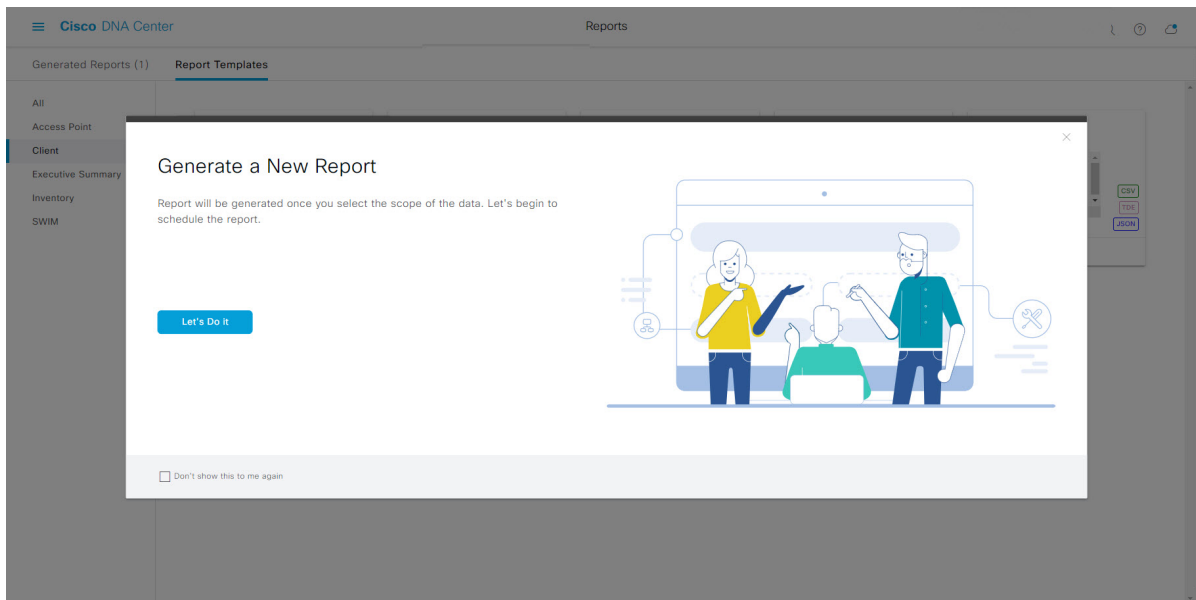 Cisco DNA Center
Reports
Generated Reports (1)
Report Templates
All
Access Point
Client
Executive Summary
Inventory
SWIM
Generate a New Report
Report will be generated once you select the scope of the data. Let's begin to
schedule the report.
Let's Do it
Don't show this to me again
CSV
TDE
JSON